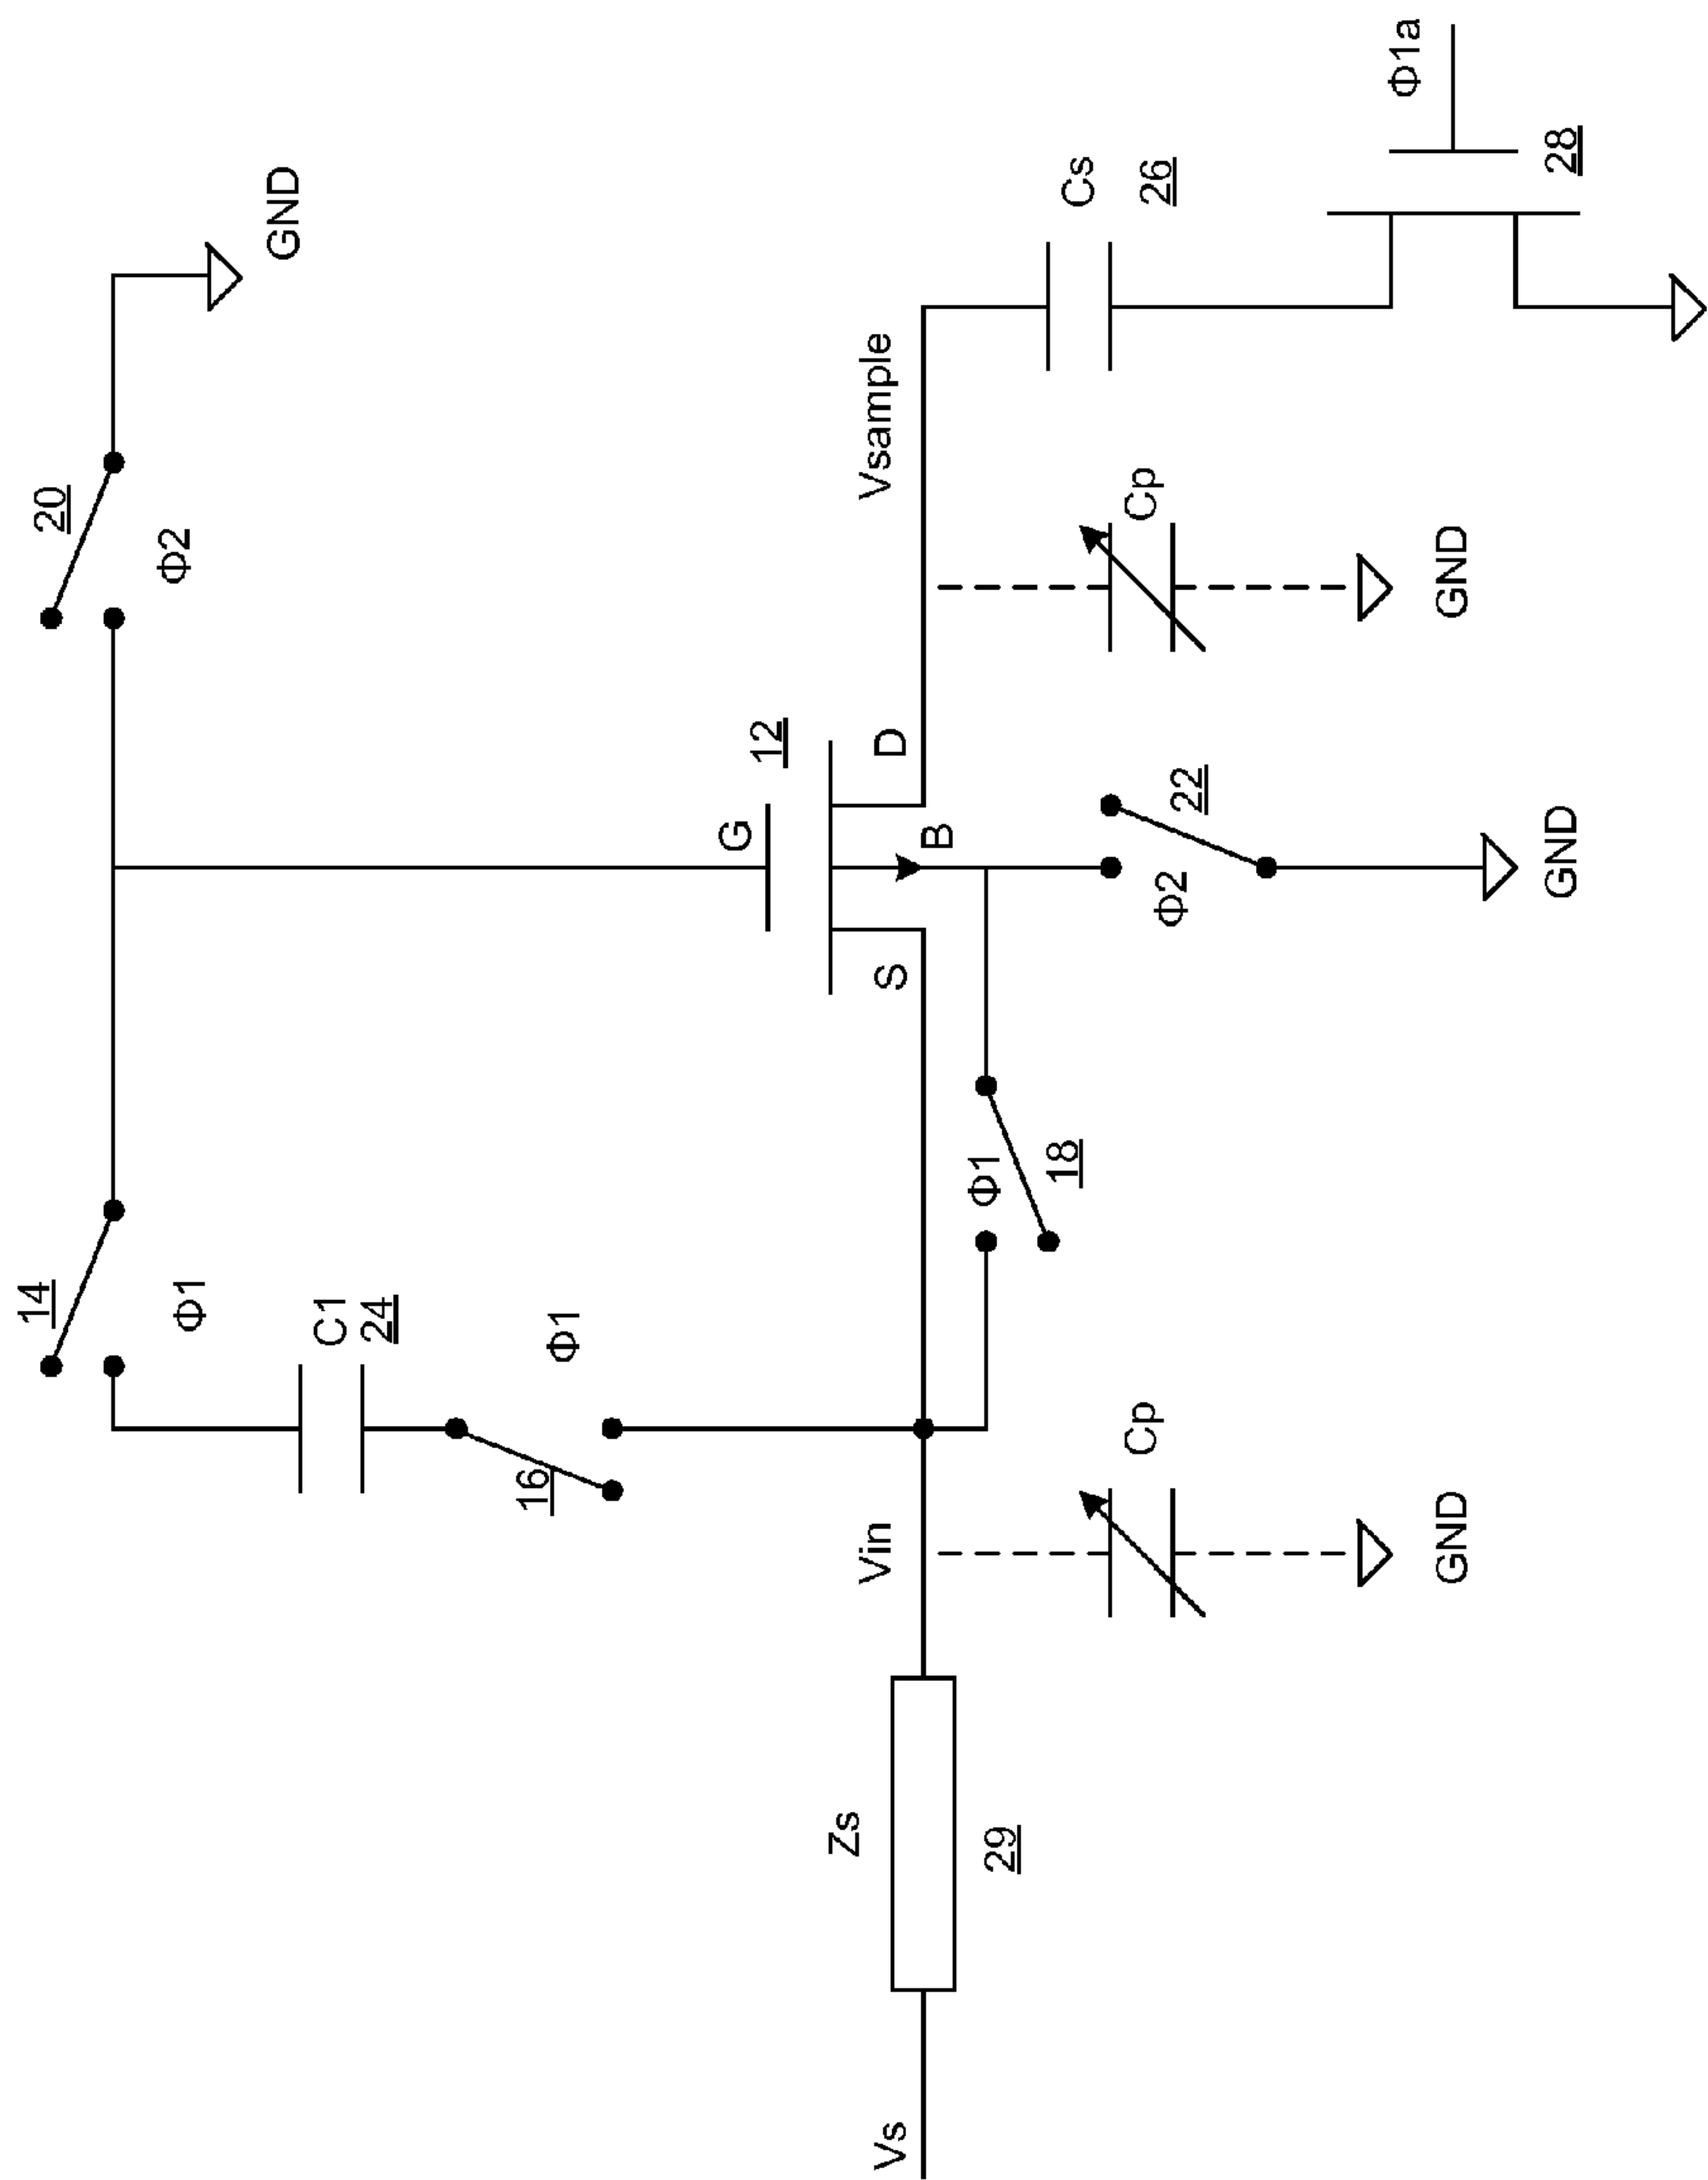 20
Φ2
GND
14
Φ1
C1
24
Φ1
16
G
12
S
D
B
Vsample
Cs
26
Φ1a
28
Cp
GND
Φ2
22
GND
Φ1
18
Vin
Cp
GND
Zs
29
Vs